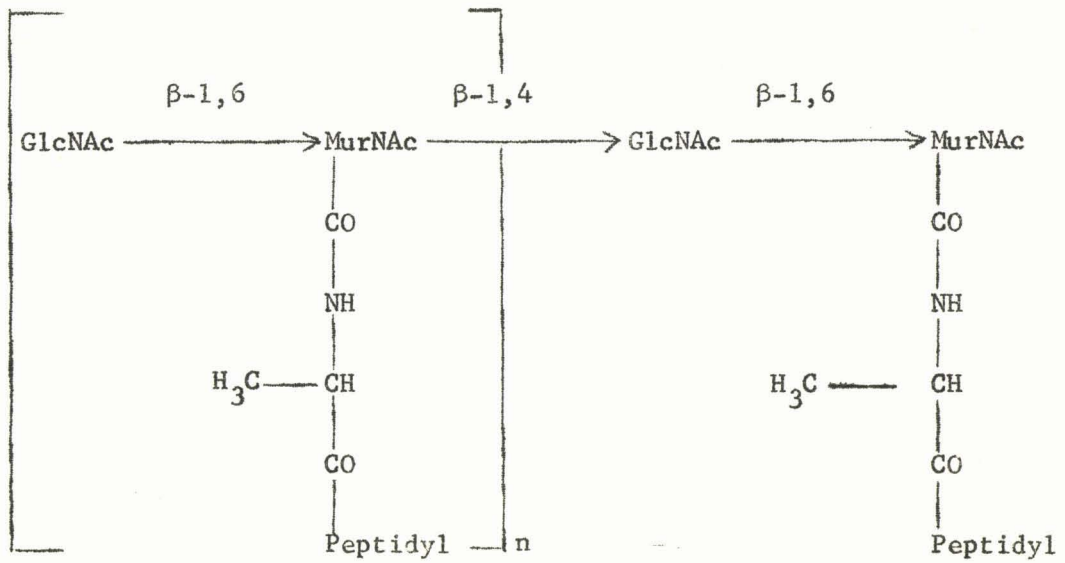 β-1,6 β-1,4 β-1,6
GlcNAc MurNAc GlcNAc MurNAc
CO CO
NH NH
H3C CH H3C CH
CO CO
Peptidyl n Peptidyl